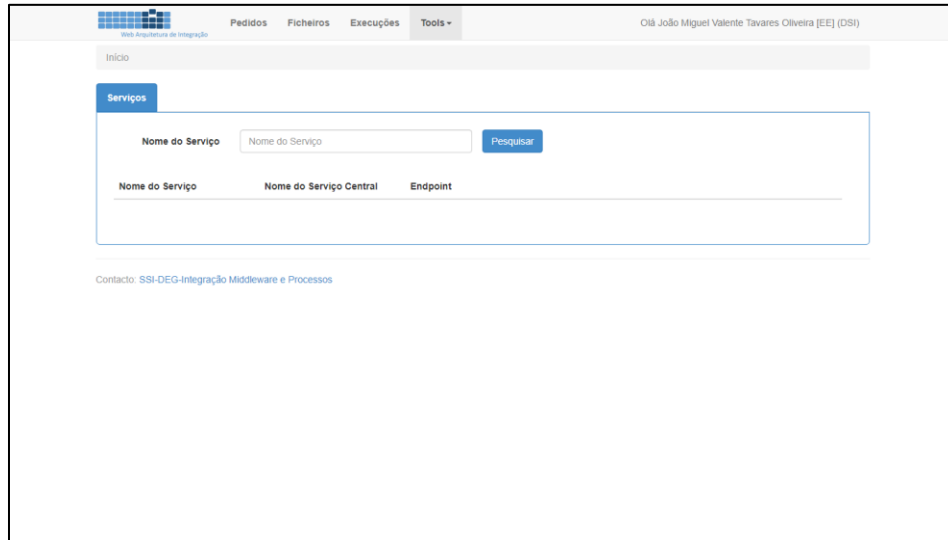 Web Arquitetura de Integração
Pedidos Ficheiros Execuções Tools Olá João Miguel Valente Tavares Oliveira [EE] (DSI)
Início
Serviços
Nome do Serviço Nome do Serviço Pesquisar
Nome do Serviço Nome do Serviço Central Endpoint
Contacto: SSI-DEG-Integração Middleware e Processos